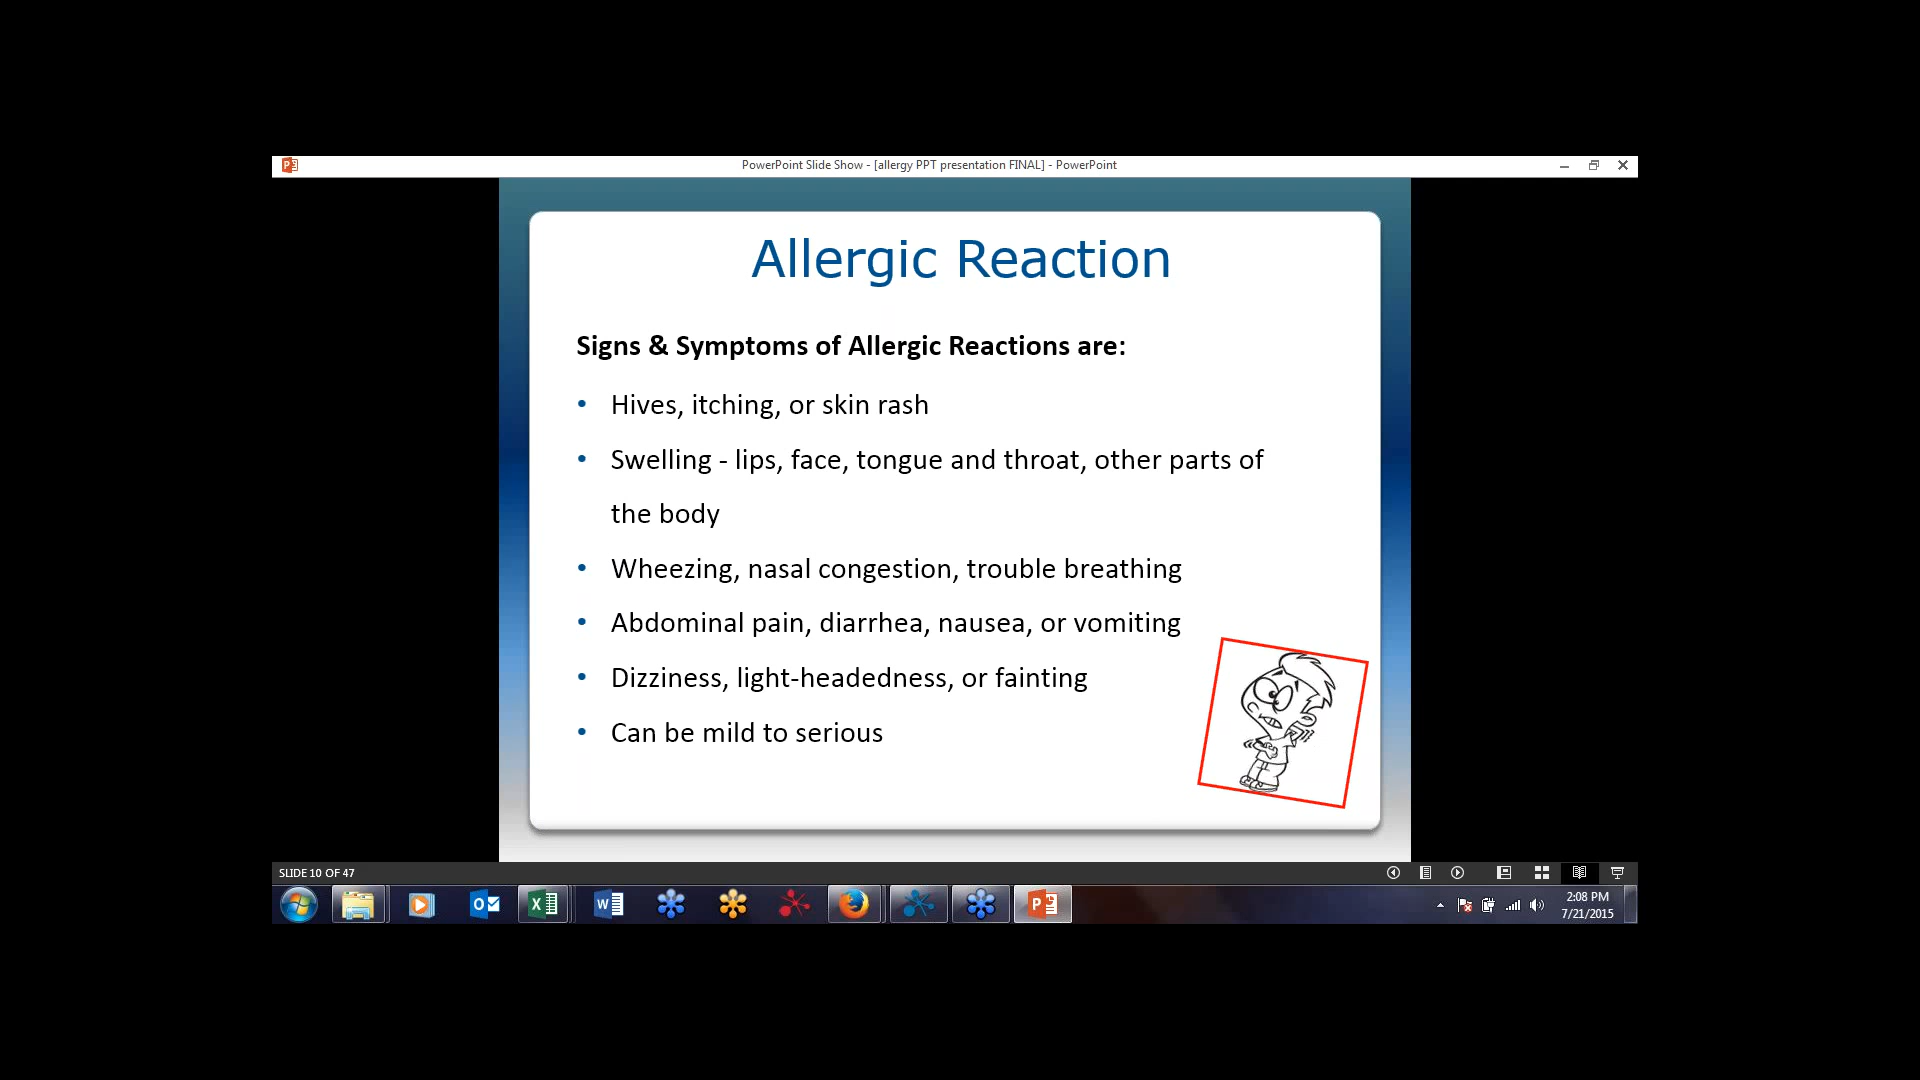 PowerPoint Slide Show - [allergy PPT presentation FINAL] - PowerPoint
Allergic Reaction
Signs & Symptoms of Allergic Reactions are:
• Hives, itching, or skin rash
• Swelling - lips, face, tongue and throat, other parts of
the body
• Wheezing, nasal congestion, trouble breathing
• Abdominal pain, diarrhea, nausea, or vomiting
• Dizziness, light-headedness, or fainting
• Can be mild to serious
SLIDE 10 OF 47
2:08 PM
7/21/2015